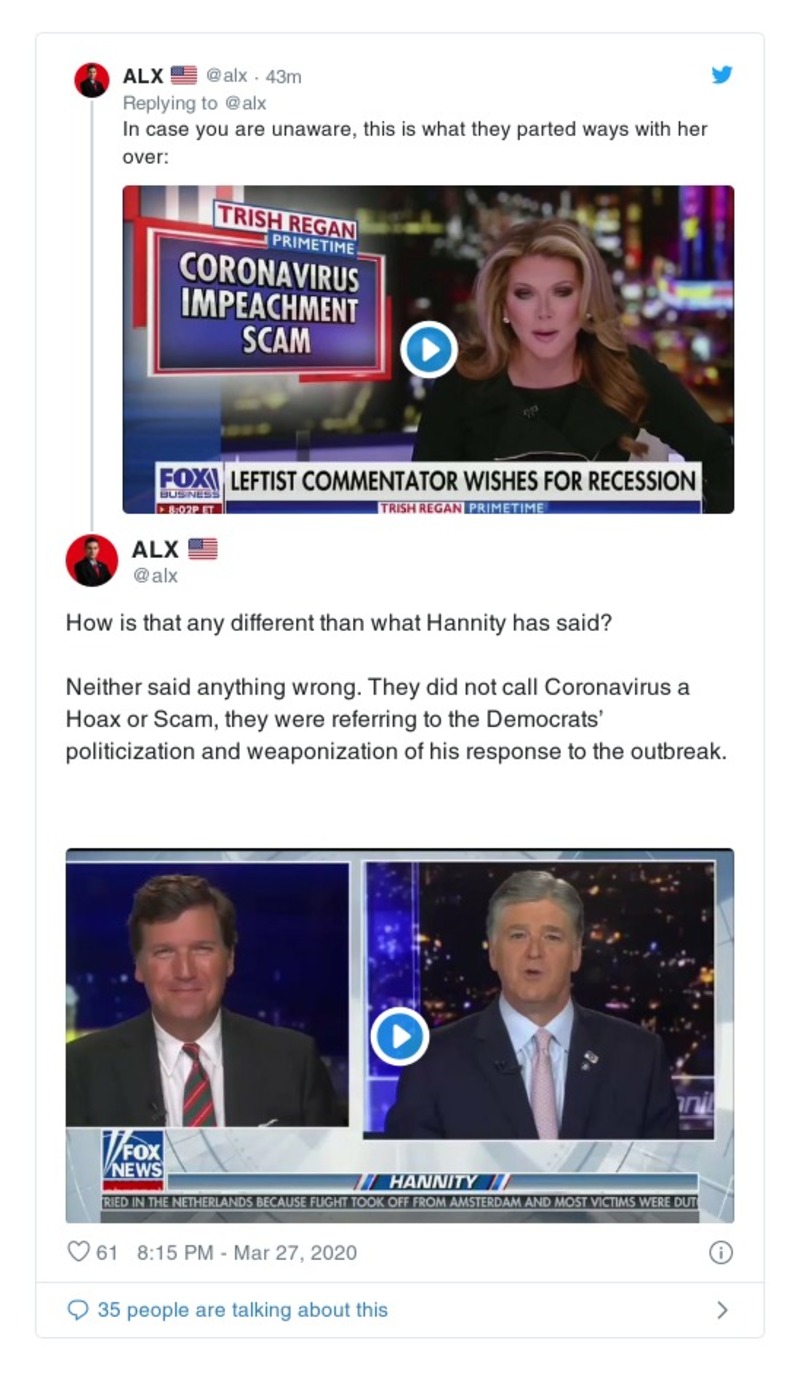 ALX @alx · 43m
Replying to @alx
In case you are unaware, this is what they parted ways with her
over:
TRISH REGAN
PRIMETIME
CORONAVIRUS
IMPEACHMENT
SCAM
FOX
BUSINESS
LEFTIST COMMENTATOR WISHES FOR RECESSION
8:02P ET
TRISH REGAN PRIMETIME
ALX
@alx
How is that any different than what Hannity has said?
Neither said anything wrong. They did not call Coronavirus a
Hoax or Scam, they were referring to the Democrats’
politicization and weaponization of his response to the outbreak.
FOX
NEWS
HANNITY
RIED IN THE NETHERLANDS BECAUSE FLIGHT TOOK OFF FROM AMSTERDAM AND MOST VICTIMS WERE DUT
61 8:15 PM - Mar 27, 2020
35 people are talking about this